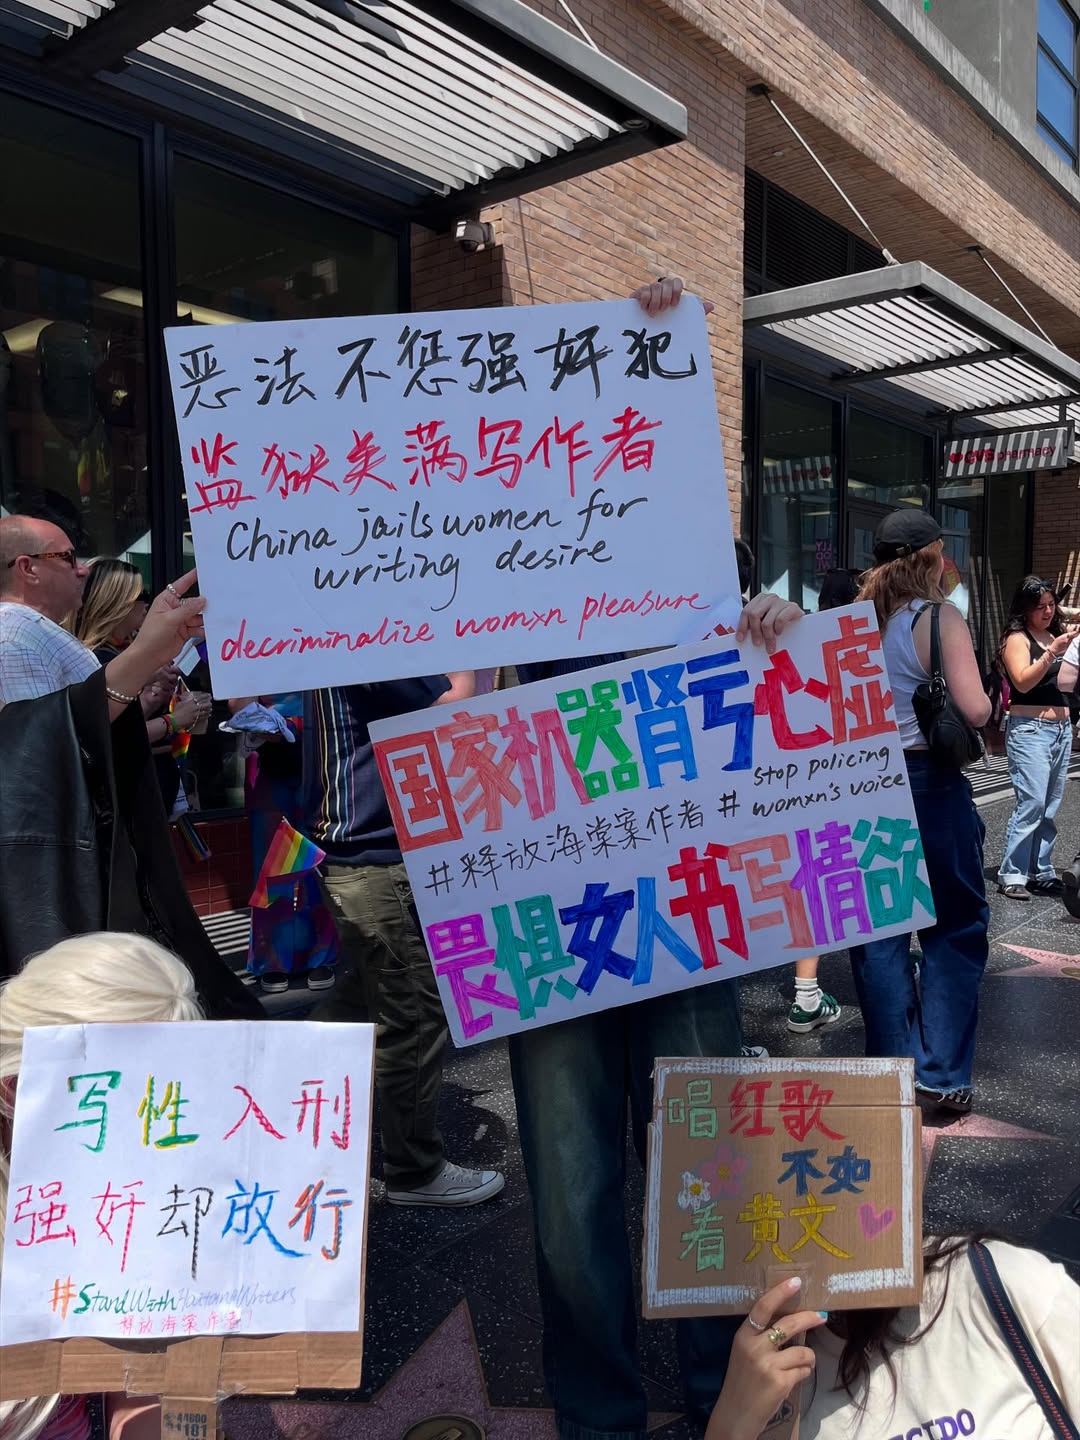 恶法不惩强奸犯
监狱关满写作者
China jails women for
writing desire
decriminalize womxn pleasure
CVS pharmacy
国家机器肾亏心虚
#释放海棠案作者
# stop policing
womxn's voice
畏惧女人书写情欲
写性入刑
强奸却放行
#StandWithHaitangWriters
释放海棠作者
唱红歌
不如
看黄文